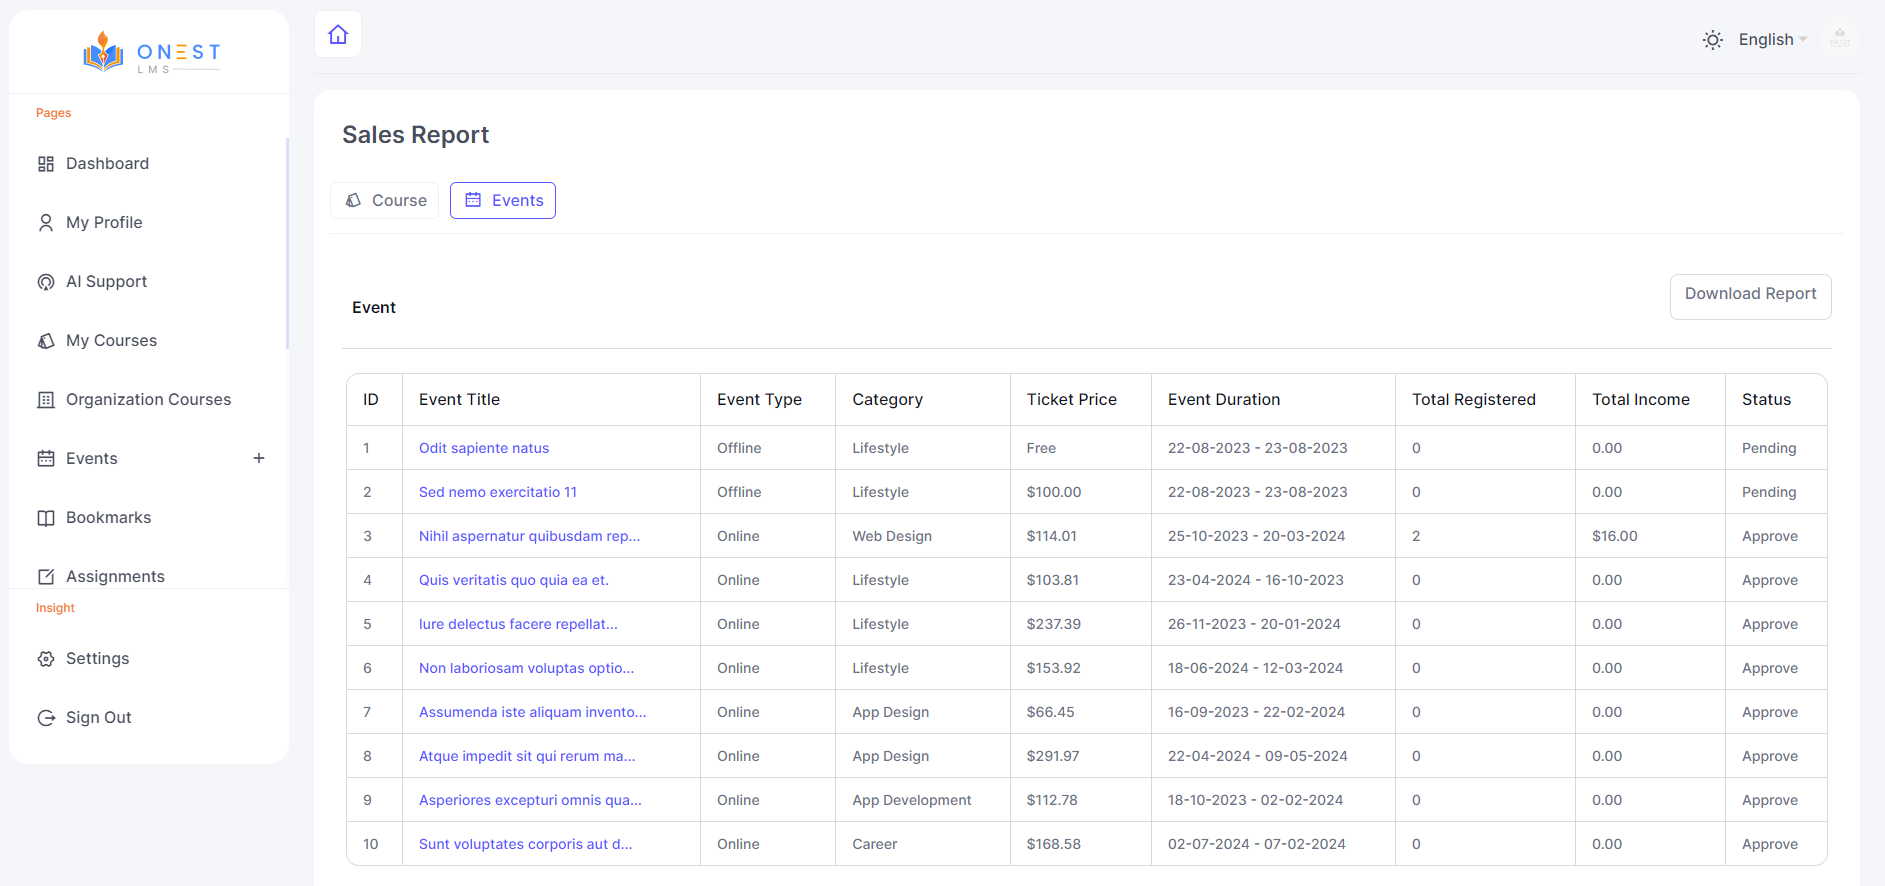 ONEST
LMS
English
Pages
Dashboard
My Profile
AI Support
My Courses
Organization Courses
Events +
Bookmarks
Assignments
Insight
Settings
Sign Out
Sales Report
Course Events
Event Download Report
ID Event Title Event Type Category Ticket Price Event Duration Total Registered Total Income Status
1 Odit sapiente natus Offline Lifestyle Free 22-08-2023 - 23-08-2023 0 0.00 Pending
2 Sed nemo exercitatio 11 Offline Lifestyle $100.00 22-08-2023 - 23-08-2023 0 0.00 Pending
3 Nihil aspernatur quibusdam rep... Online Web Design $114.01 25-10-2023 - 20-03-2024 2 $16.00 Approve
4 Quis veritatis quo quia ea et. Online Lifestyle $103.81 23-04-2024 - 16-10-2023 0 0.00 Approve
5 Iure delectus facere repellat... Online Lifestyle $237.39 26-11-2023 - 20-01-2024 0 0.00 Approve
6 Non laboriosam voluptas optio... Online Lifestyle $153.92 18-06-2024 - 12-03-2024 0 0.00 Approve
7 Assumenda iste aliquam invento... Online App Design $66.45 16-09-2023 - 22-02-2024 0 0.00 Approve
8 Atque impedit sit qui rerum ma... Online App Design $291.97 22-04-2024 - 09-05-2024 0 0.00 Approve
9 Asperiores excepturi omnis qua... Online App Development $112.78 18-10-2023 - 02-02-2024 0 0.00 Approve
10 Sunt voluptates corporis aut d... Online Career $168.58 02-07-2024 - 07-02-2024 0 0.00 Approve